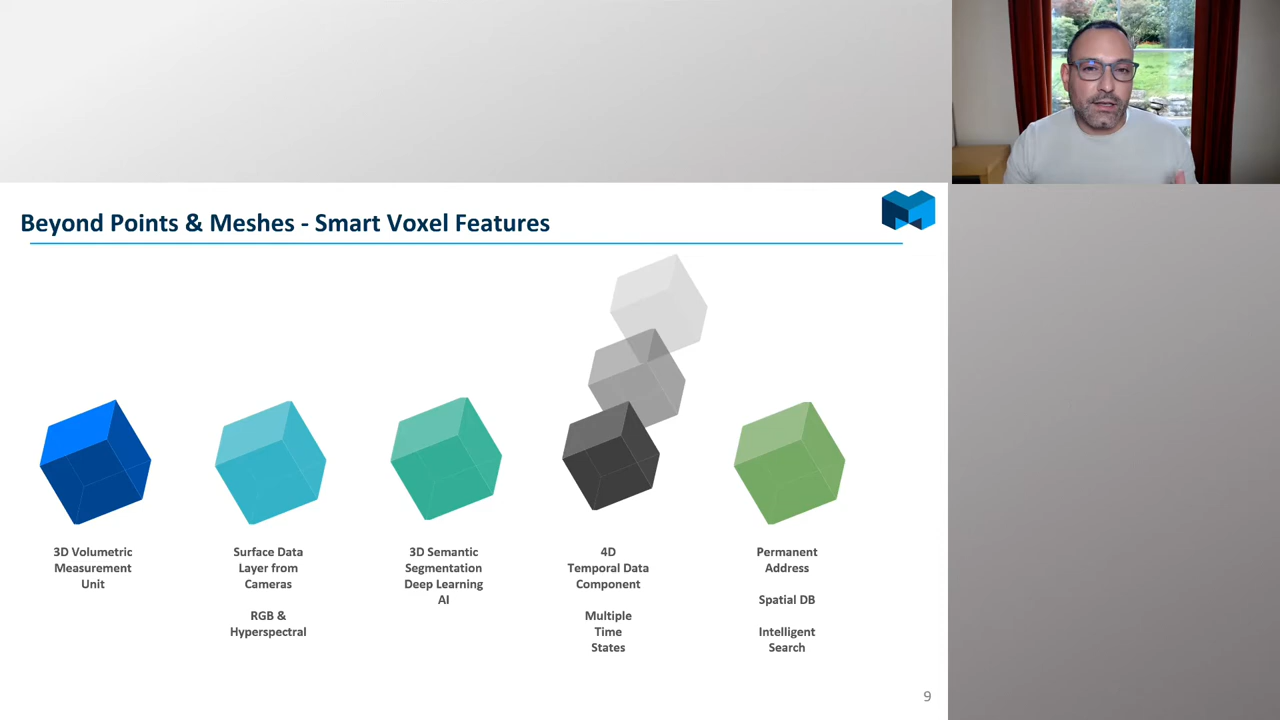 Beyond Points & Meshes - Smart Voxel Features
3D Volumetric
Measurement
Unit
Surface Data
Layer from
Cameras
RGB &
Hyperspectral
3D Semantic
Segmentation
Deep Learning
AI
4D
Temporal Data
Component
Multiple
Time
States
Permanent
Address
Spatial DB
Intelligent
Search
9